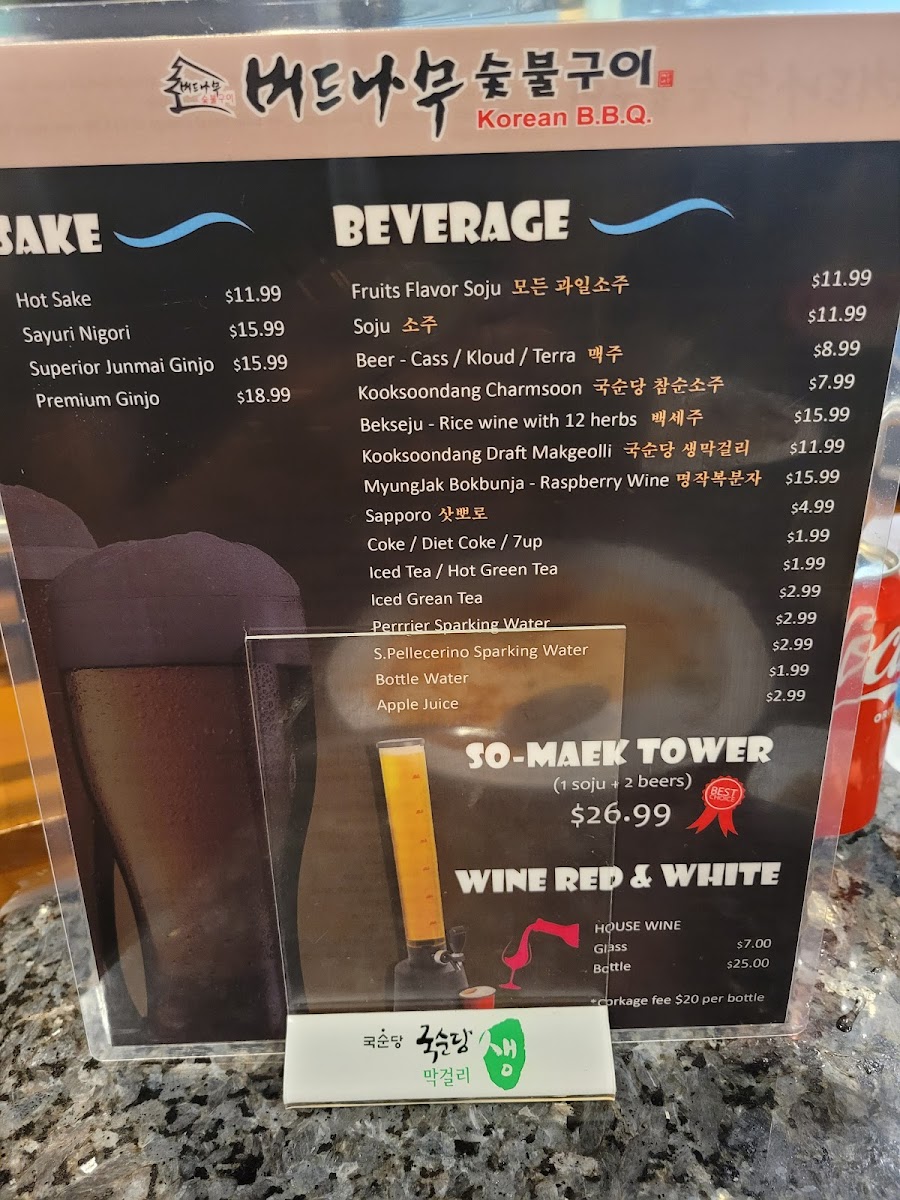 버드나무
숯불구이
버드나무 숯불구이
Korean B.B.Q.
SAKE
Hot Sake $11.99
Sayuri Nigori $15.99
Superior Junmai Ginjo $15.99
Premium Ginjo $18.99
BEVERAGE
Fruits Flavor Soju 모든 과일소주 $11.99
Soju 소주 $11.99
Beer - Cass / Kloud / Terra 맥주 $8.99
Kooksoondang Charmsoon 국순당 참순소주 $7.99
Bekseju - Rice wine with 12 herbs 백세주 $15.99
Kooksoondang Draft Makgeolli 국순당 생막걸리 $11.99
MyungJak Bokbunja - Raspberry Wine 명작복분자 $15.99
Sapporo 삿뽀로 $4.99
Coke / Diet Coke / 7up $1.99
Iced Tea / Hot Green Tea $1.99
Iced Grean Tea $2.99
Perrrier Sparking Water $2.99
S.Pellecerino Sparking Water $2.99
Bottle Water $1.99
Apple Juice $2.99
SO-MAEK TOWER
(1 soju + 2 beers)
$26.99
BEST
CHOICE
WINE RED & WHITE
HOUSE WINE
Glass $7.00
Bottle $25.00
*corkage fee $20 per bottle
국순당 국순당 생
막걸리